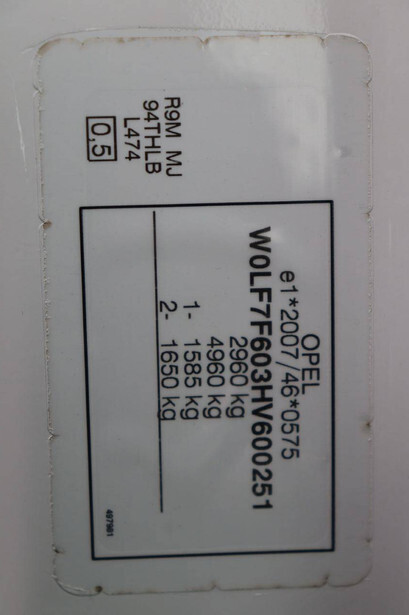 OPEL
e1*2007/46*0575
W0LF7F603HV600251
2960 kg
4960 kg
1- 1585 kg
2- 1650 kg
R9M MJ
94THLB
L474
0,5
497981